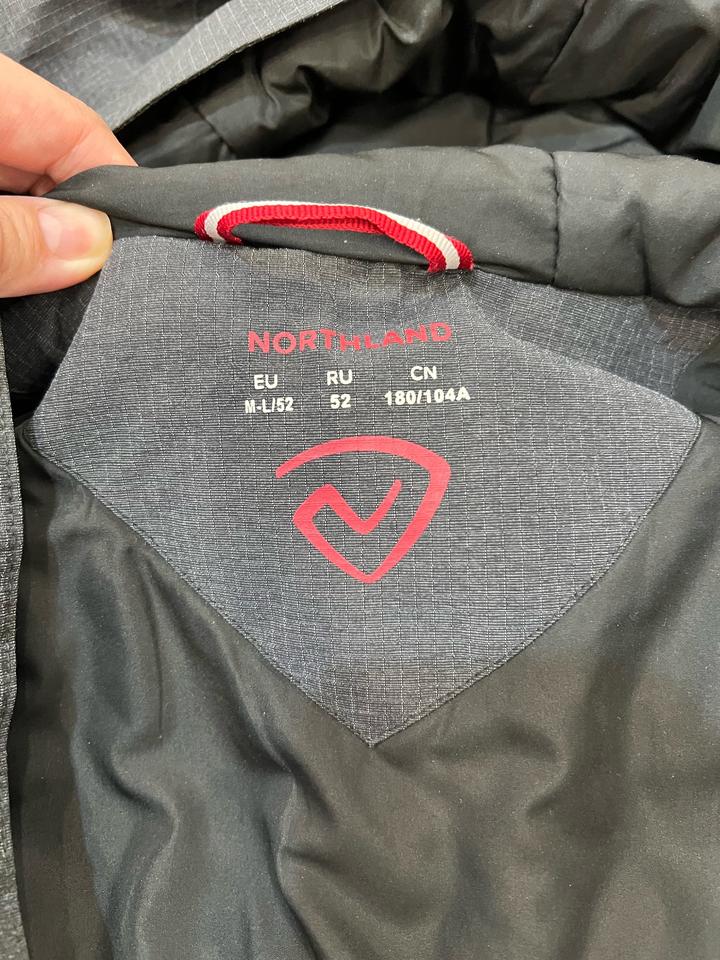 NORTHLAND
EU RU CN
M-L/52 52 180/104A